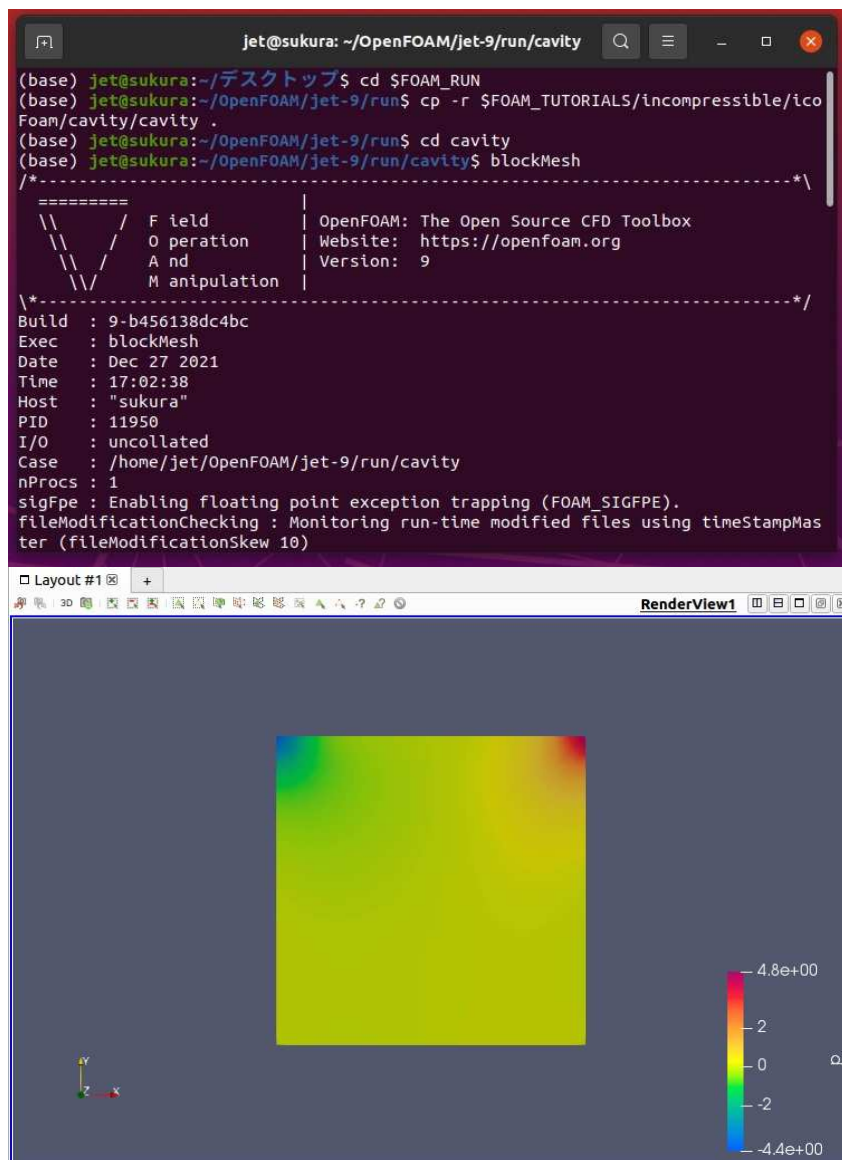 jet@sukura: ~/OpenFOAM/jet-9/run/cavity
(base) jet@sukura:~/デスクトップ$ cd $FOAM_RUN
(base) jet@sukura:~/OpenFOAM/jet-9/run$ cp -r $FOAM_TUTORIALS/incompressible/ico
Foam/cavity/cavity .
(base) jet@sukura:~/OpenFOAM/jet-9/run$ cd cavity
(base) jet@sukura:~/OpenFOAM/jet-9/run/cavity$ blockMesh
/*---------------------------------------------------------------------------*\
  =========                 |
  \\      /  F ield         | OpenFOAM: The Open Source CFD Toolbox
   \\    /   O peration     | Website:  https://openfoam.org
    \\  /    A nd           | Version:  9
     \\/     M anipulation  |
\*---------------------------------------------------------------------------*/
Build  : 9-b456138dc4bc
Exec   : blockMesh
Date   : Dec 27 2021
Time   : 17:02:38
Host   : "sukura"
PID    : 11950
I/O    : uncollated
Case   : /home/jet/OpenFOAM/jet-9/run/cavity
nProcs : 1
sigFpe : Enabling floating point exception trapping (FOAM_SIGFPE).
fileModificationChecking : Monitoring run-time modified files using timeStampMas
ter (fileModificationSkew 10)
Layout #1 +
3D RenderView1
4.8e+00
2
0
p
-2
-4.4e+00
Y
Z X